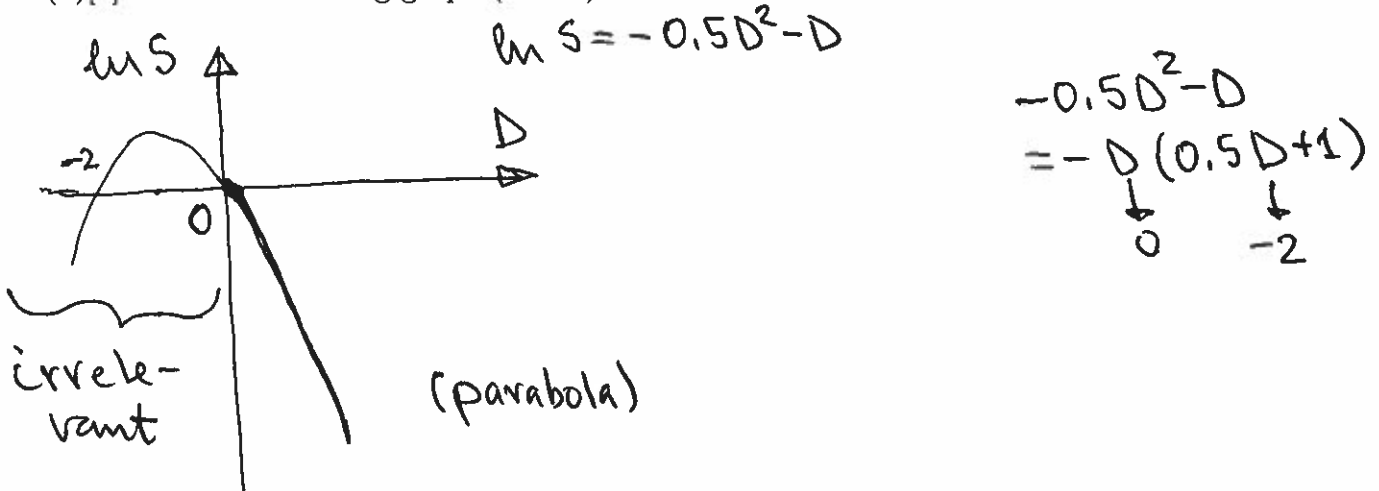 ln S
ln S = -0.5D²-D
D
-2
0
-0.5D²-D
= - D (0.5D+1)
0 -2
irrele-
vant
(parabola)